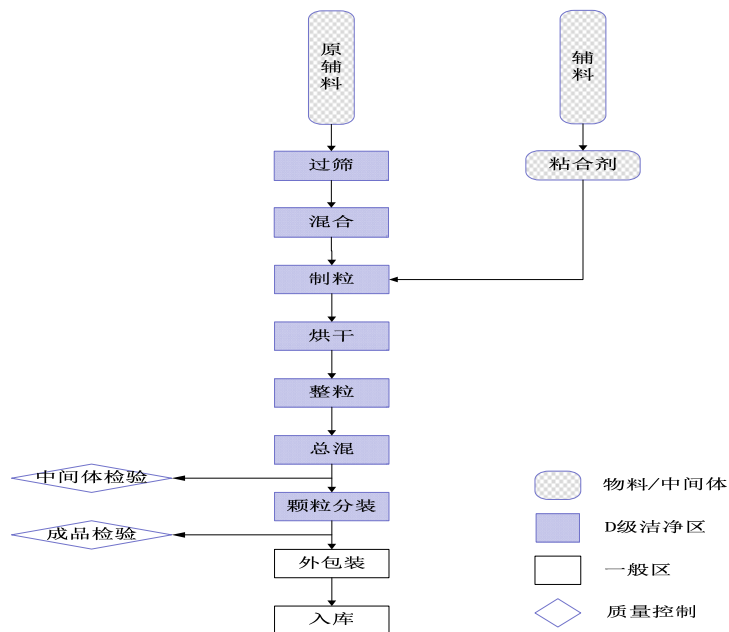 原辅料
辅料
过筛
粘合剂
混合
制粒
烘干
整粒
总混
中间体检验
颗粒分装
成品检验
外包装
入库
物料/中间体
D级洁净区
一般区
质量控制